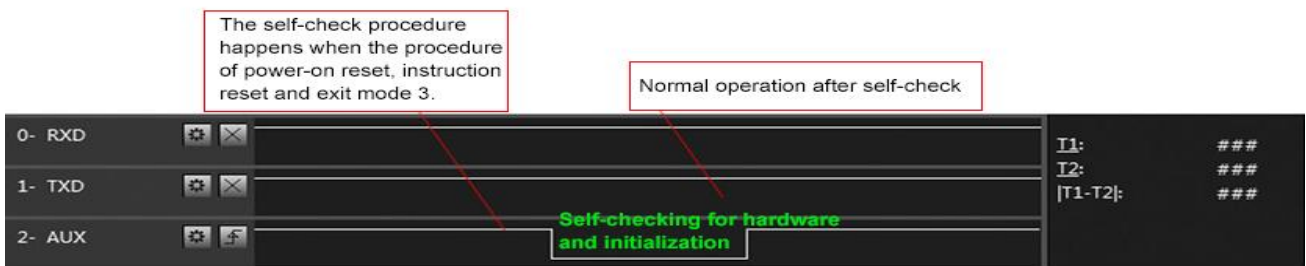 The self-check procedure
happens when the procedure
of power-on reset, instruction
reset and exit mode 3.
Normal operation after self-check
0- RXD
1- TXD
2- AUX
Self-checking for hardware
and initialization
T1: ###
T2: ###
|T1-T2|: ###